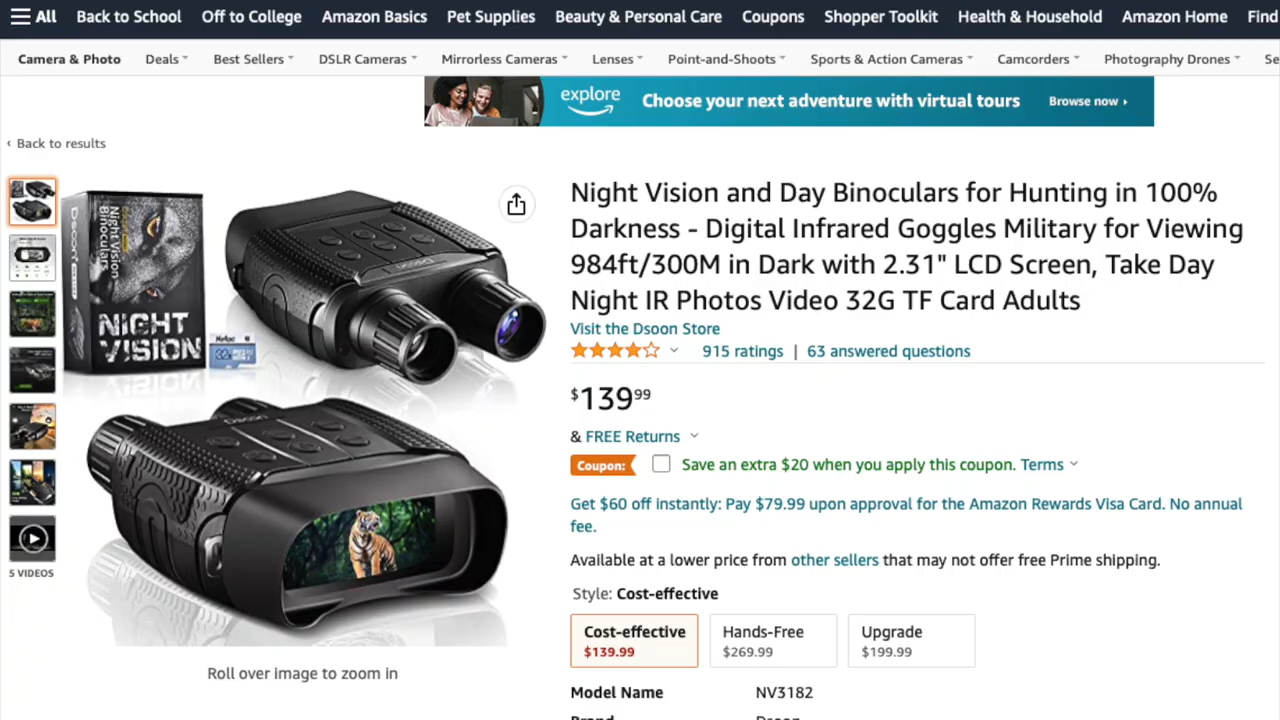 All Back to School Off to College Amazon Basics Pet Supplies Beauty & Personal Care Coupons Shopper Toolkit Health & Household Amazon Home Find
Camera & Photo Deals Best Sellers DSLR Cameras Mirrorless Cameras Lenses Point-and-Shoots Sports & Action Cameras Camcorders Photography Drones Se
explore Choose your next adventure with virtual tours Browse now ›
‹ Back to results
Night Vision and Day Binoculars for Hunting in 100%
Darkness - Digital Infrared Goggles Military for Viewing
984ft/300M in Dark with 2.31" LCD Screen, Take Day
Night IR Photos Video 32G TF Card Adults
Visit the Dsoon Store
915 ratings | 63 answered questions
$139 99
& FREE Returns
Coupon: Save an extra $20 when you apply this coupon. Terms
Get $60 off instantly: Pay $79.99 upon approval for the Amazon Rewards Visa Card. No annual
fee.
Available at a lower price from other sellers that may not offer free Prime shipping.
Style: Cost-effective
Cost-effective Hands-Free Upgrade
$139.99 $269.99 $199.99
Model Name NV3182
Dsoon
Night Vision
Binoculars
NIGHT
VISION
Dsoon
5 VIDEOS
Roll over image to zoom in